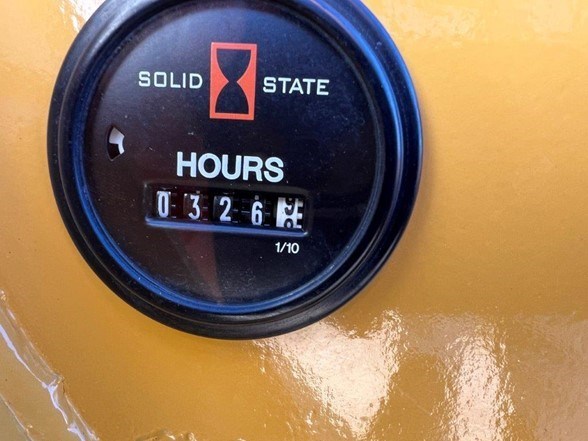 SOLID STATE
HOURS
0326
1/10